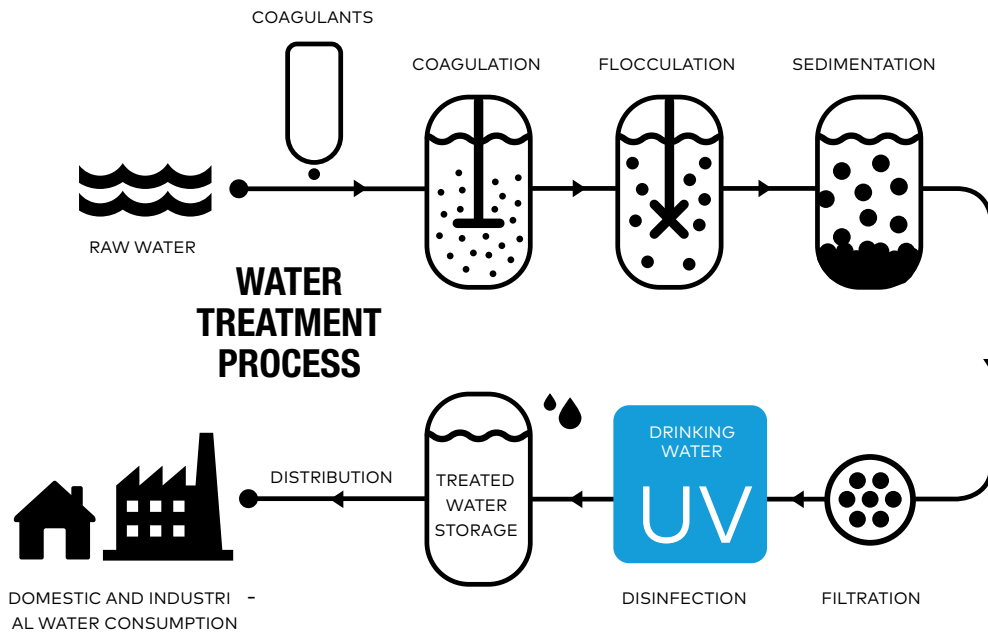 COAGULANTS
COAGULATION
FLOCCULATION
SEDIMENTATION
RAW WATER
WATER
TREATMENT
PROCESS
DISTRIBUTION
TREATED
WATER
STORAGE
DRINKING
WATER
UV
DOMESTIC AND INDUSTRI -
AL WATER CONSUMPTION
DISINFECTION
FILTRATION